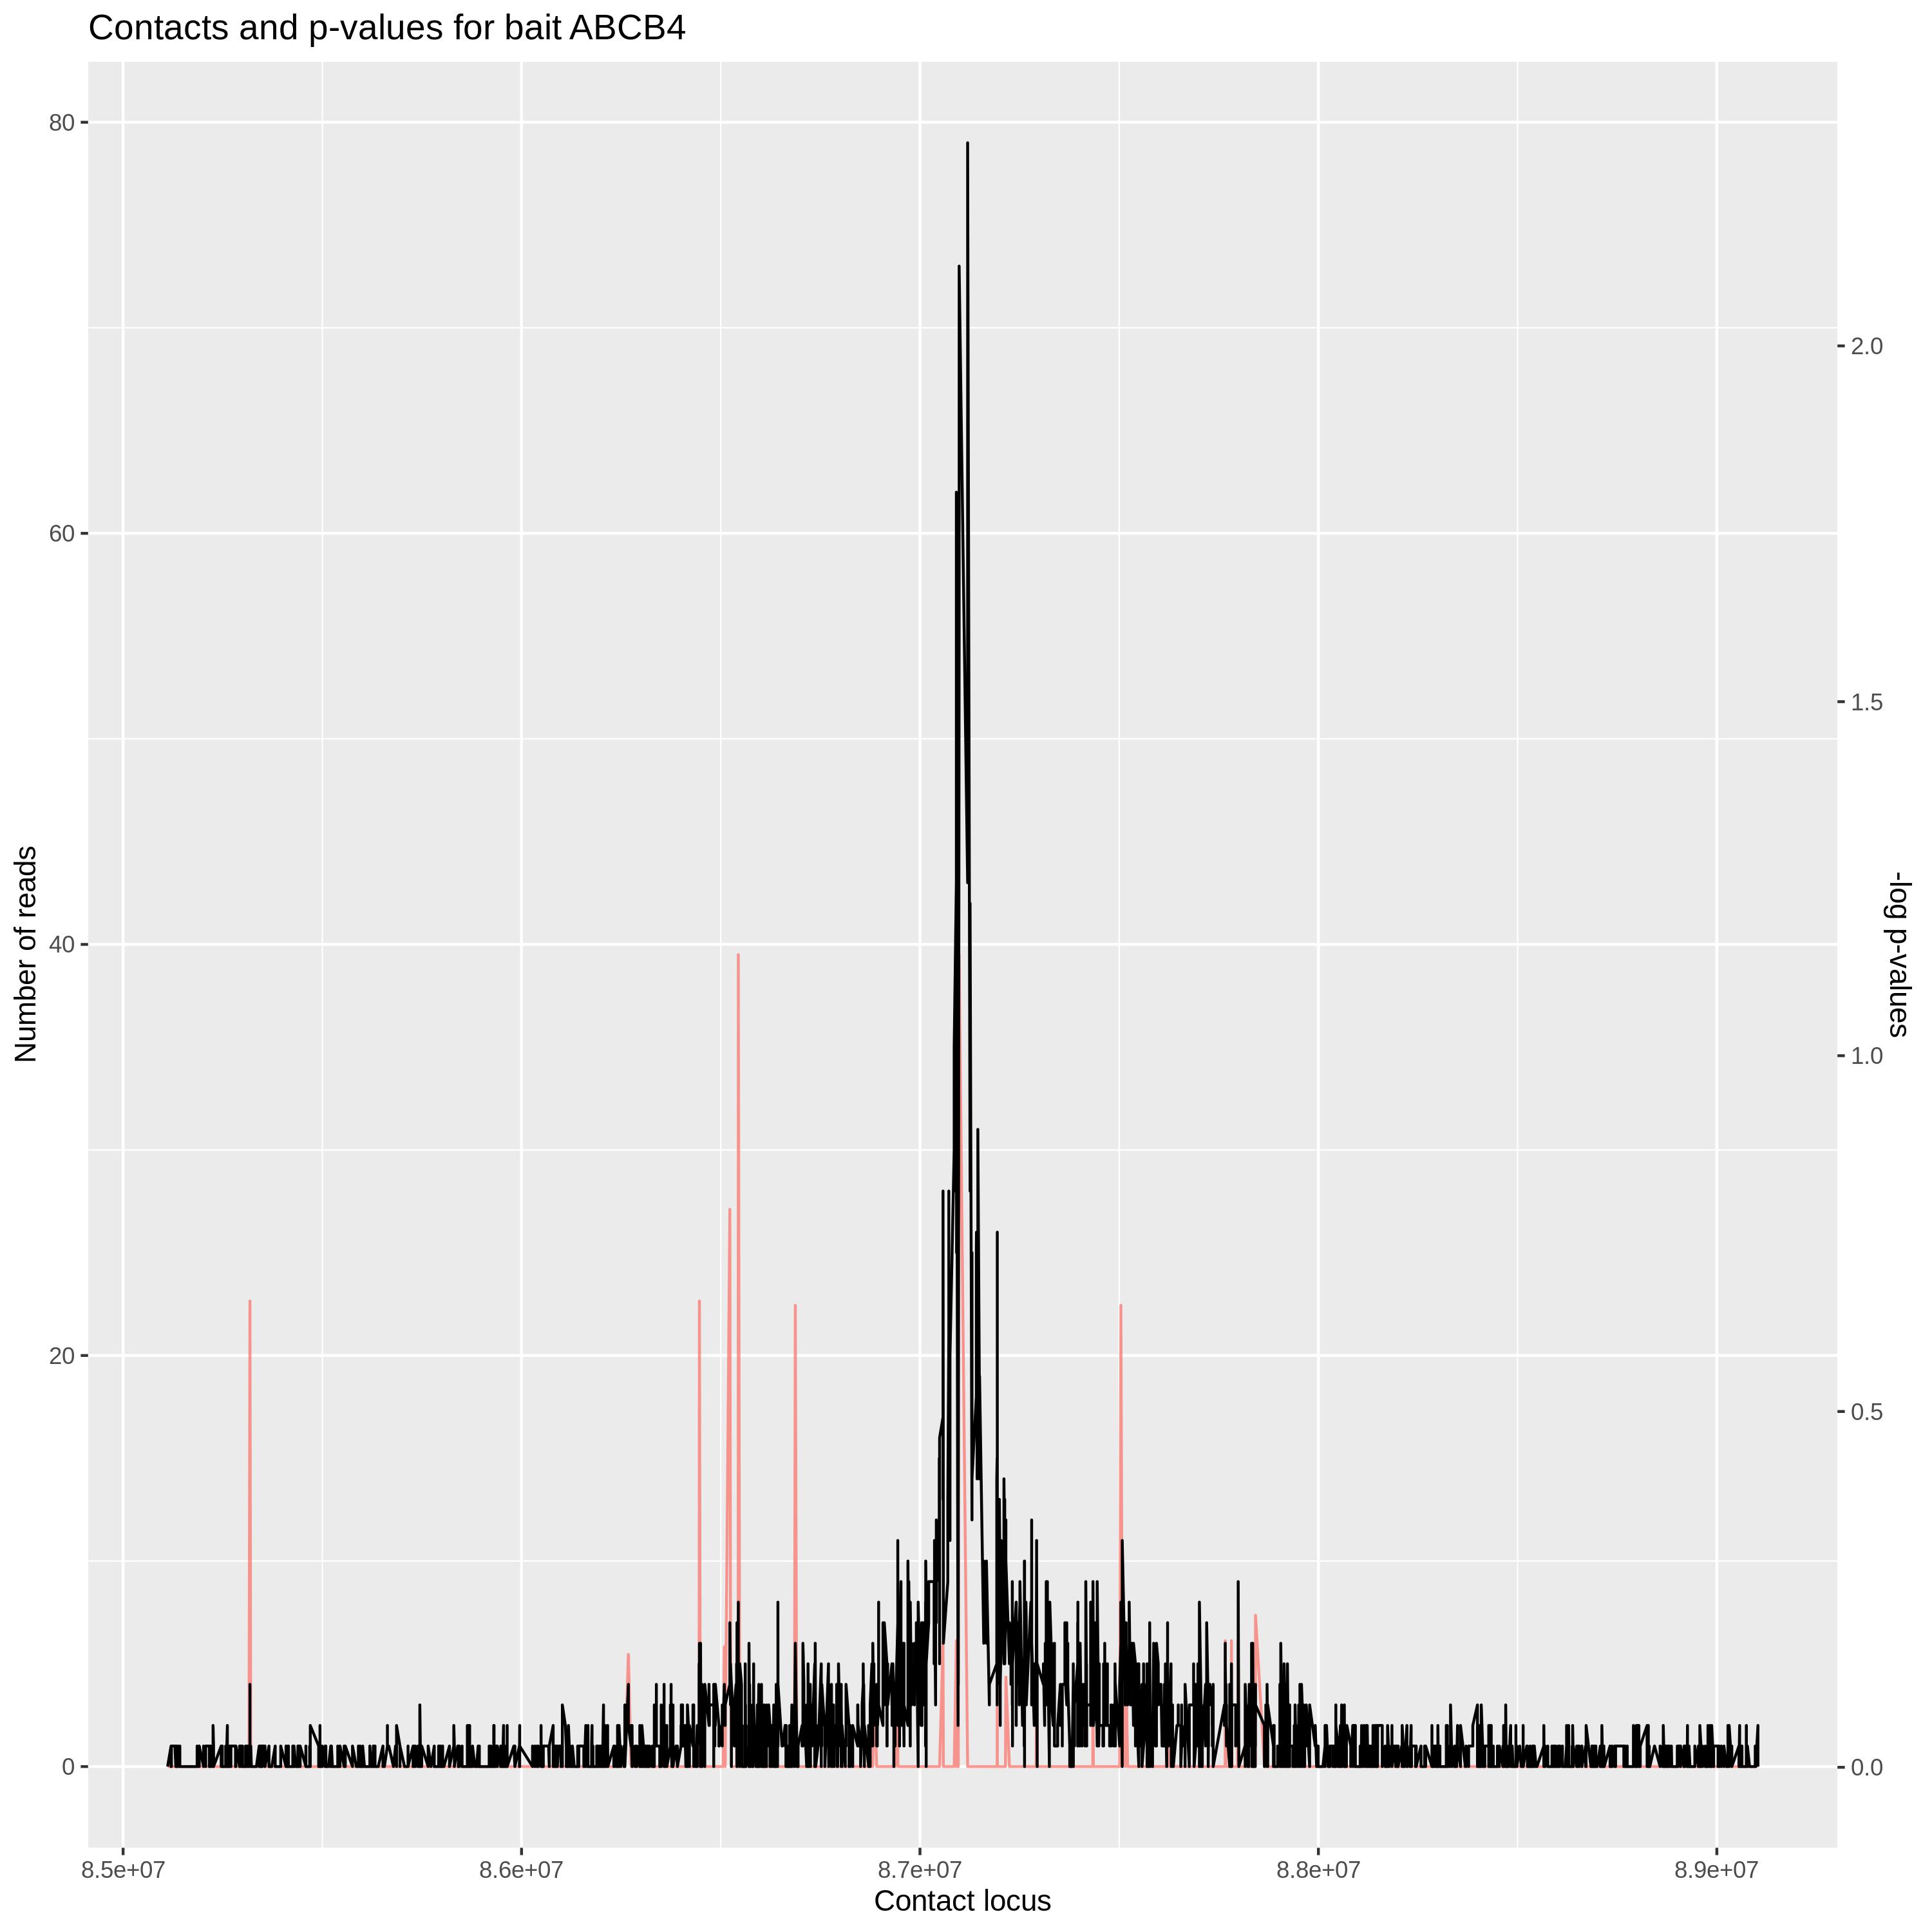 Contacts and p-values for bait ABCB4
80
60
40
20
0
Number of reads
2.0
1.5
1.0
0.5
0.0
-log p-values
8.5e+07 8.6e+07 8.7e+07 8.8e+07 8.9e+07
Contact locus